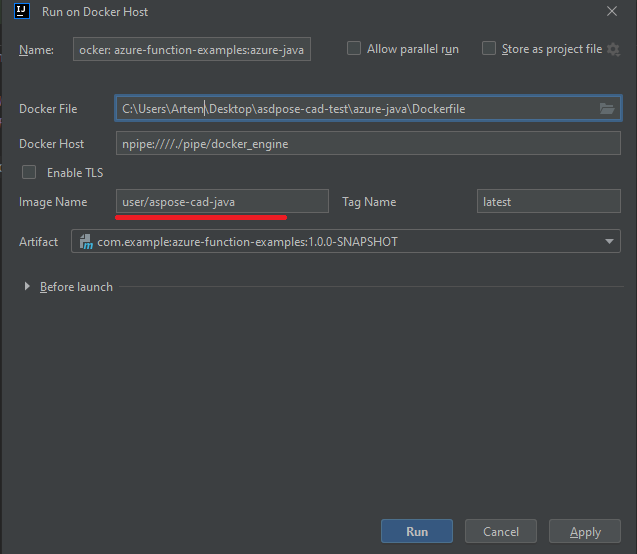 IJ Run on Docker Host
Name: ocker: azure-function-examples:azure-java Allow parallel run Store as project file
Docker File C:\Users\Artem\Desktop\asdpose-cad-test\azure-java\Dockerfile
Docker Host npipe:////./pipe/docker_engine
Enable TLS
Image Name user/aspose-cad-java Tag Name latest
Artifact m com.example:azure-function-examples:1.0.0-SNAPSHOT
Before launch
Run Cancel Apply